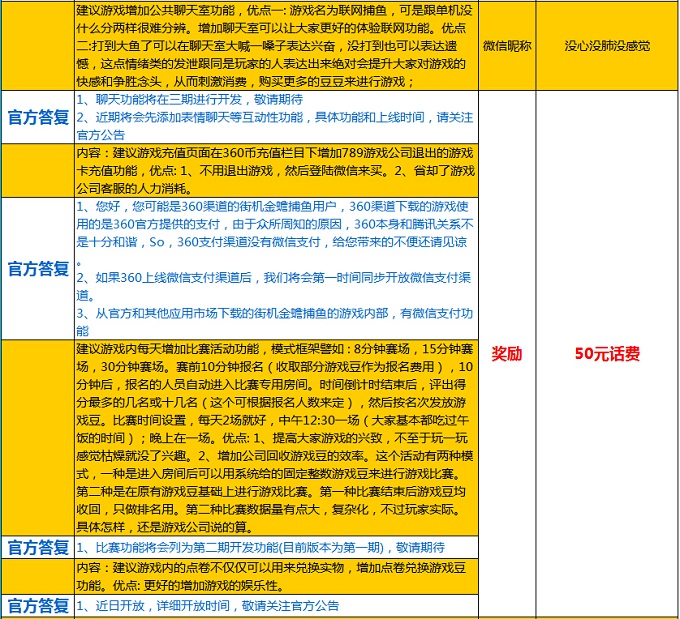 建议游戏增加公共聊天室功能，优点一: 游戏名为联网捕鱼，可是跟单机没
什么分两样很难分辨。增加聊天室可以让大家更好的体验联网功能。优点
二:打到大鱼了可以在聊天室大喊一嗓子表达兴奋，没打到也可以表达遗
憾，这点情绪类的发泄跟同是玩家的人表达出来绝对会提升大家对游戏的
快感和争胜念头，从而刺激消费，购买更多的豆豆来进行游戏；
微信昵称
没心没肺没感觉
官方答复
1、聊天功能将在三期进行开发，敬请期待
2、近期将会先添加表情聊天等互动性功能，具体功能和上线时间，请关注
官方公告
内容：建议游戏充值页面在360币充值栏目下增加789游戏公司退出的游戏
卡充值功能，优点: 1、不用退出游戏，然后登陆微信来买。2、省却了游戏
公司客服的人力消耗。
官方答复
1、您好，您可能是360渠道的街机金蟾捕鱼用户，360渠道下载的游戏使
用的是360官方提供的支付，由于众所周知的原因，360本身和腾讯关系不
是十分和谐，So，360支付渠道没有微信支付，给您带来的不便还请见谅
。
2、如果360上线微信支付渠道后，我们将会第一时间同步开放微信支付渠
道。
3、从官方和其他应用市场下载的街机金蟾捕鱼的游戏内部，有微信支付功
能
奖励
50元话费
建议游戏内每天增加比赛活动功能，模式框架譬如：8分钟赛场，15分钟赛
场，30分钟赛场。赛前10分钟报名（收取部分游戏豆作为报名费用），10
分钟后，报名的人员自动进入比赛专用房间。时间倒计时结束后，评出得
分最多的几名或十几名（这个可根据报名人数来定），然后按名次发放游
戏豆。比赛时间设置，每天2场就好，中午12:30一场（大家基本都吃过午
饭的时间）；晚上在一场。优点: 1、提高大家游戏的兴致，不至于玩一玩
感觉枯燥就没了兴趣。2、增加公司回收游戏豆的效率。这个活动有两种模
式，一种是进入房间后可以用系统给的固定整数游戏豆来进行游戏比赛。
第二种是在原有游戏豆基础上进行游戏比赛。第一种比赛结束后游戏豆均
收回，只做排名用。第二种比赛数据量有点大，复杂化，不过玩家实际。
具体怎样，还是游戏公司说的算。
官方答复
1、比赛功能将会列为第二期开发功能(目前版本为第一期)，敬请期待
内容：建议游戏内的点卷不仅仅可以用来兑换实物，增加点卷兑换游戏豆
功能。优点: 更好的增加游戏的娱乐性。
官方答复
1、近日开放，详细开放时间，敬请关注官方公告